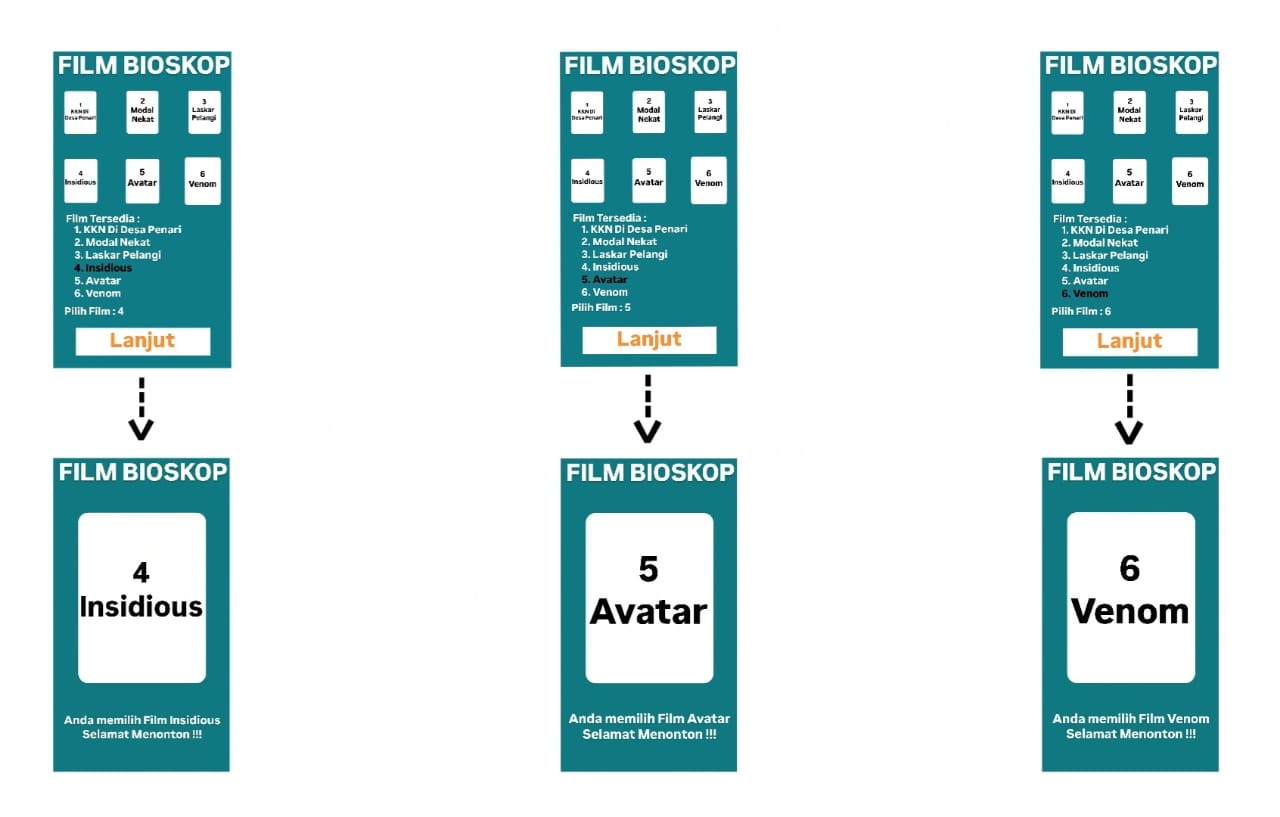 FILM BIOSKOP
1
KKN Di
Desa Penari
2
Modal
Nekat
3
Laskar
Pelangi
4
Insidious
5
Avatar
6
Venom
Film Tersedia :
1. KKN Di Desa Penari
2. Modal Nekat
3. Laskar Pelangi
4. Insidious
5. Avatar
6. Venom
Pilih Film : 4
Lanjut
FILM BIOSKOP
4
Insidious
Anda memilih Film Insidious
Selamat Menonton !!!
FILM BIOSKOP
1
KKN Di
Desa Penari
2
Modal
Nekat
3
Laskar
Pelangi
4
Insidious
5
Avatar
6
Venom
Film Tersedia :
1. KKN Di Desa Penari
2. Modal Nekat
3. Laskar Pelangi
4. Insidious
5. Avatar
6. Venom
Pilih Film : 5
Lanjut
FILM BIOSKOP
5
Avatar
Anda memilih Film Avatar
Selamat Menonton !!!
FILM BIOSKOP
1
KKN Di
Desa Penari
2
Modal
Nekat
3
Laskar
Pelangi
4
Insidious
5
Avatar
6
Venom
Film Tersedia :
1. KKN Di Desa Penari
2. Modal Nekat
3. Laskar Pelangi
4. Insidious
5. Avatar
6. Venom
Pilih Film : 6
Lanjut
FILM BIOSKOP
6
Venom
Anda memilih Film Venom
Selamat Menonton !!!